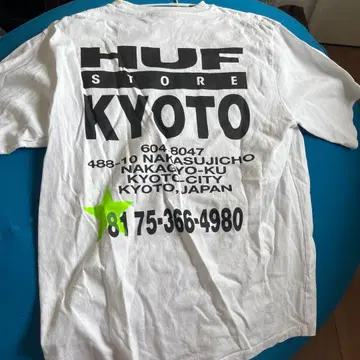 HUF
STORE
KYOTO
604 8047
488-10 NAKASUJICHO
NAKAGYO-KU
KYOTO-CITY
KYOTO, JAPAN
81 75-366-4980